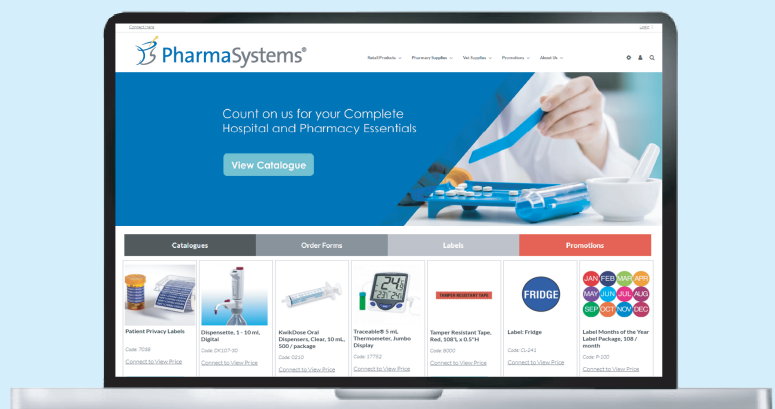 Contact Here
Login
PharmaSystems®
Retail Products
Pharmacy Supplies
Vet Supplies
Promotions
About Us
Count on us for your Complete
Hospital and Pharmacy Essentials
View Catalogue
Catalogues
Order Forms
Labels
Promotions
24.5
TAMPER RESISTANT TAPE
FRIDGE
JAN FEB MAR APR
MAY JUN JUL AUG
SEP OCT NOV DEC
Patient Privacy Labels
Code: 7038
Connect to View Price
Dispensette, 1 - 10 ml,
Digital
Code: DX107-30
Connect to View Price
KwikDose Oral
Dispensers, Clear, 10 mL,
500 / package
Code: D210
Connect to View Price
Traceable® 5 mL
Thermometer, Jumbo
Display
Code: 17752
Connect to View Price
Tamper Resistant Tape,
Red, 108'L x 0.5"H
Code: 8000
Connect to View Price
Label: Fridge
Code: CL-241
Connect to View Price
Label Months of the Year
Label Package, 108 /
month
Code: P-100
Connect to View Price